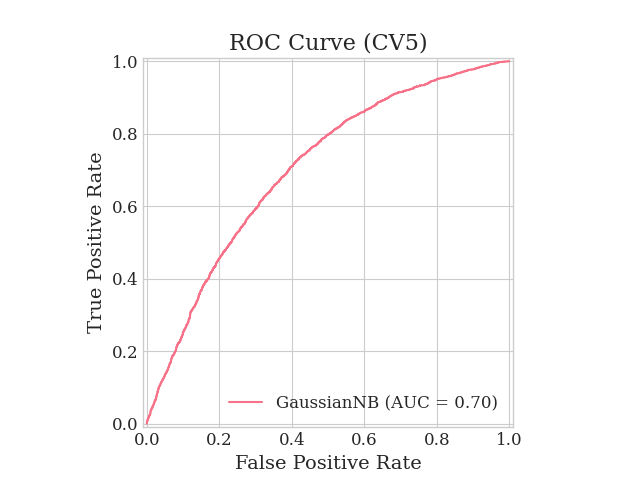 ROC Curve (CV5)
True Positive Rate
1.0
0.8
0.6
0.4
0.2
0.0
GaussianNB (AUC = 0.70)
0.0 0.2 0.4 0.6 0.8 1.0
False Positive Rate